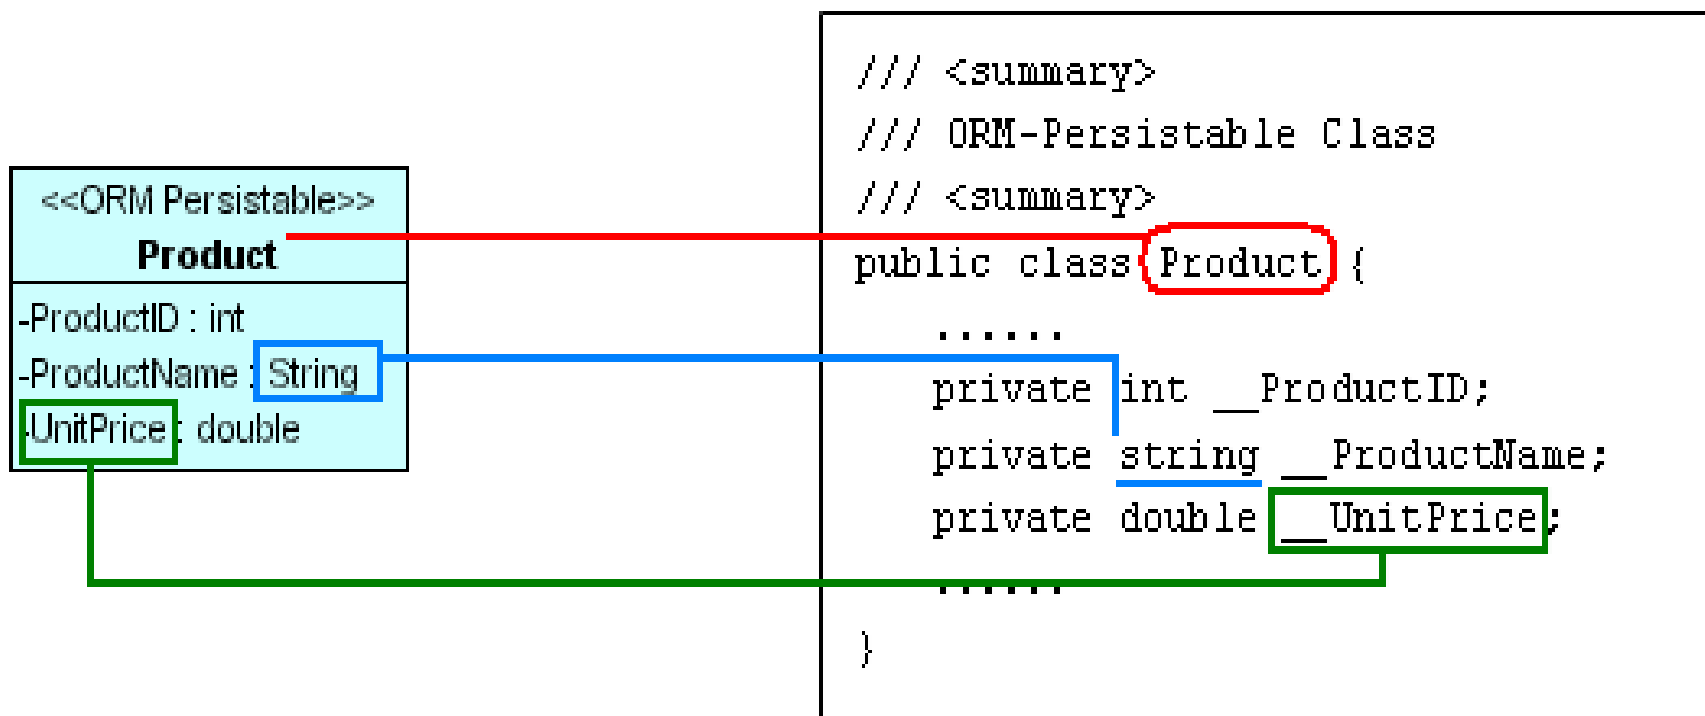 <<ORM Persistable>>
Product
-ProductID : int
-ProductName : String
-UnitPrice : double
/// <summary>
/// ORM-Persistable Class
/// <summary>
public class Product {
......
private int __ProductID;
private string __ProductName;
private double __UnitPrice;
......
}